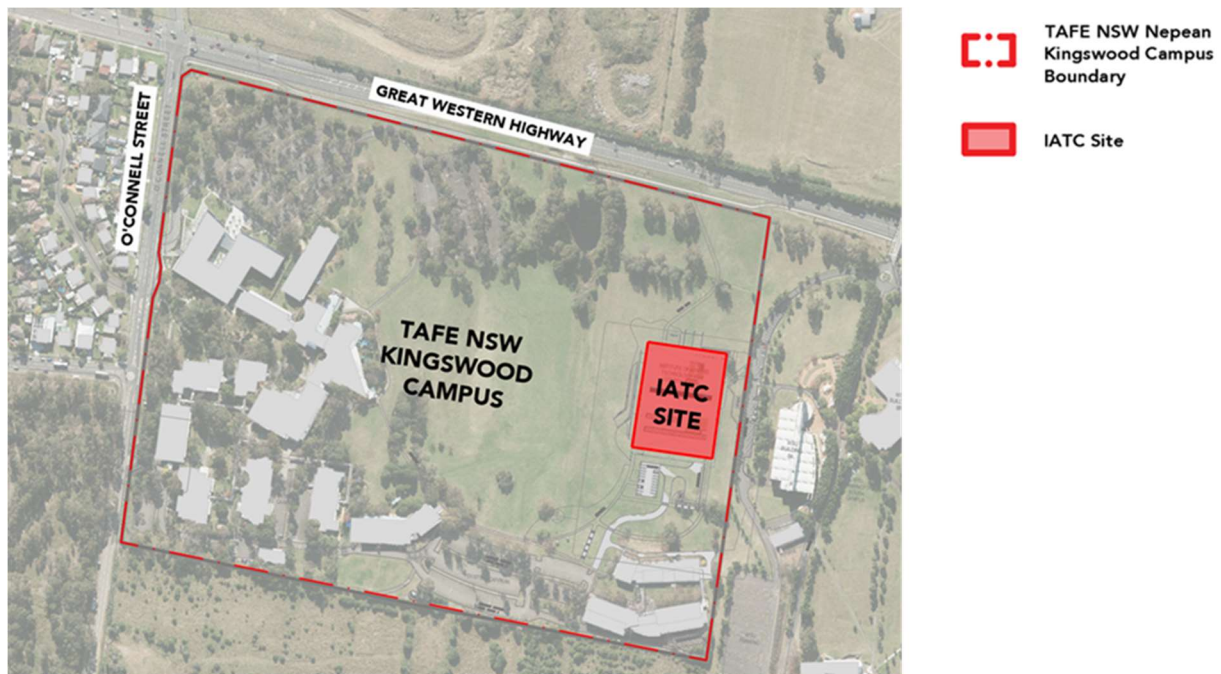 GREAT WESTERN HIGHWAY
O'CONNELL STREET
TAFE NSW
KINGSWOOD
CAMPUS
IATC
SITE
TAFE NSW Nepean
Kingswood Campus
Boundary
IATC Site